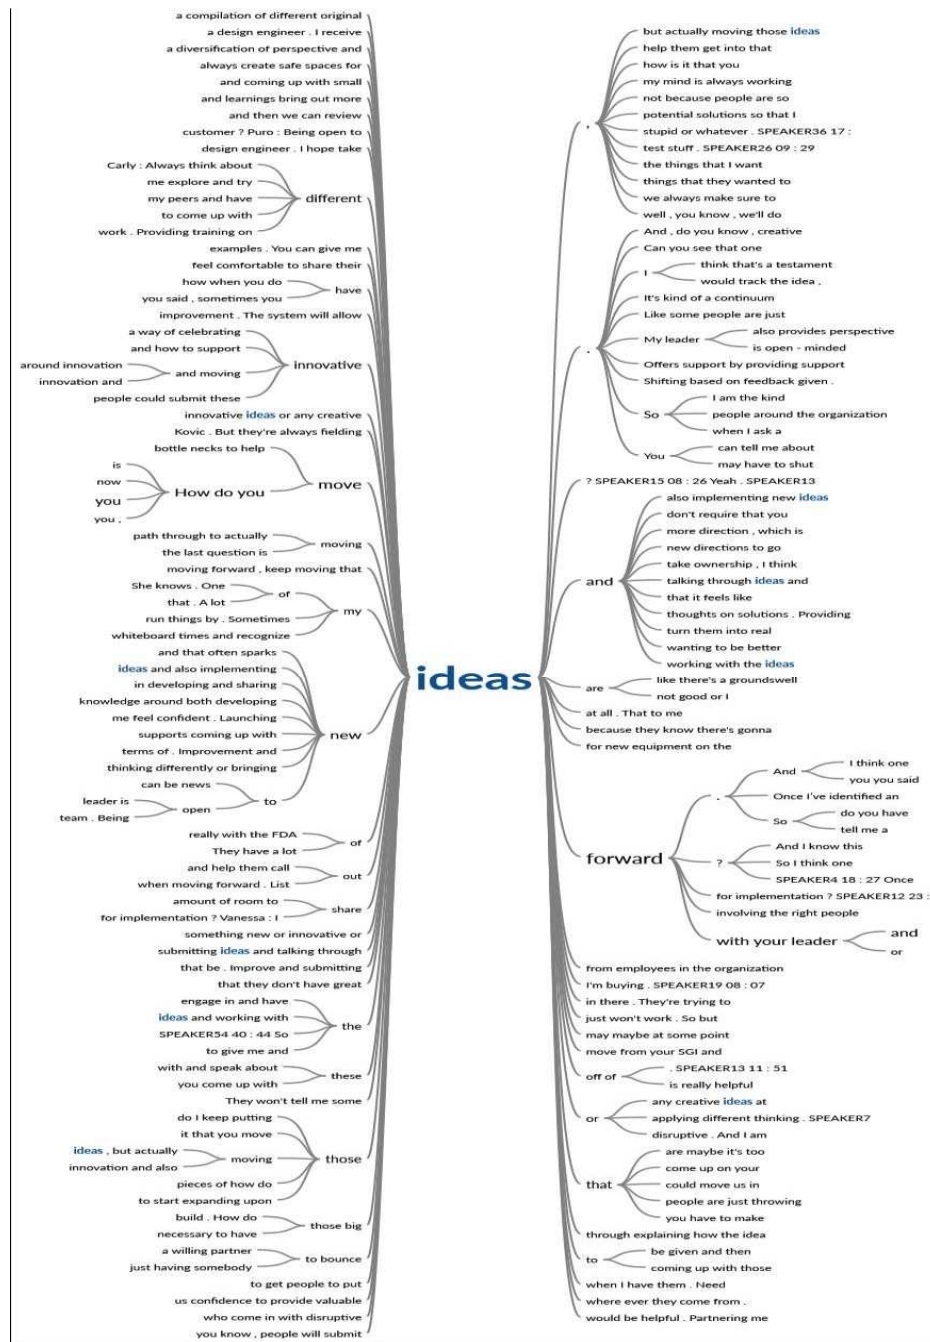 a compilation of different original
a design engineer . I receive
a diversification of perspective and
always create safe spaces for
and coming up with small
and learnings bring out more
and then we can review
customer ? Puro : Being open to
design engineer . I hope take
Carly : Always think about
me explore and try
my peers and have
different
to come up with
work . Providing training on
examples . You can give me
feel comfortable to share their
how when you do
have
you said , sometimes you
improvement . The system will allow
a way of celebrating
and how to support
around innovation
innovative
and moving
innovation and
people could submit these
innovative ideas or any creative
Kovic . But they're always fielding
bottle necks to help
is
move
now
How do you
you
you ,
path through to actually
moving
the last question is
moving forward , keep moving that
She knows . One
of
that . A lot
my
run things by . Sometimes
whiteboard times and recognize
and that often sparks
ideas and also implementing
in developing and sharing
knowledge around both developing
me feel confident . Launching
supports coming up with
new
terms of . Improvement and
thinking differently or bringing
can be news
to
leader is
open
team . Being
really with the FDA
of
They have a lot
and help them call
out
when moving forward . List
amount of room to
share
for implementation ? Vanessa : I
something new or innovative or
submitting ideas and talking through
that be . Improve and submitting
that they don't have great
engage in and have
ideas and working with
the
SPEAKER54 40 : 44 So
to give me and
with and speak about
these
you come up with
They won't tell me some
do I keep putting
it that you move
ideas , but actually
moving
those
innovation and also
pieces of how do
to start expanding upon
build . How do
those big
necessary to have
a willing partner
to bounce
just having somebody
to get people to put
us confidence to provide valuable
who come in with disruptive
you know , people will submit
ideas
but actually moving those ideas
help them get into that
how is it that you
my mind is always working
not because people are so
potential solutions so that I
,
stupid or whatever . SPEAKER36 17 :
test stuff . SPEAKER26 09 : 29
the things that I want
things that they wanted to
we always make sure to
well , you know , we'll do
And , do you know , creative
Can you see that one
I
think that's a testament
would track the idea ,
It's kind of a continuum
Like some people are just
.
My leader
also provides perspective
is open - minded
Offers support by providing support
Shifting based on feedback given .
So
I am the kind
people around the organization
when I ask a
You
can tell me about
may have to shut
? SPEAKER15 08 : 26 Yeah . SPEAKER13
also implementing new ideas
don't require that you
more direction , which is
new directions to go
take ownership , I think
and
talking through ideas and
that it feels like
thoughts on solutions . Providing
turn them into real
wanting to be better
working with the ideas
are
like there's a groundswell
not good or I
at all . That to me
because they know there's gonna
for new equipment on the
forward
.
And
I think one
you you said
Once I've identified an
So
do you have
tell me a
?
And I know this
So I think one
SPEAKER4 18 : 27 Once
for implementation ? SPEAKER12 23 :
involving the right people
with your leader
and
or
from employees in the organization
I'm buying . SPEAKER19 08 : 07
in there . They're trying to
just won't work . So but
may maybe at some point
move from your SGI and
off of
. SPEAKER13 11 : 51
is really helpful
or
any creative ideas at
applying different thinking . SPEAKER7
disruptive . And I am
that
are maybe it's too
come up on your
could move us in
people are just throwing
you have to make
through explaining how the idea
to
be given and then
coming up with those
when I have them . Need
where ever they come from .
would be helpful . Partnering me